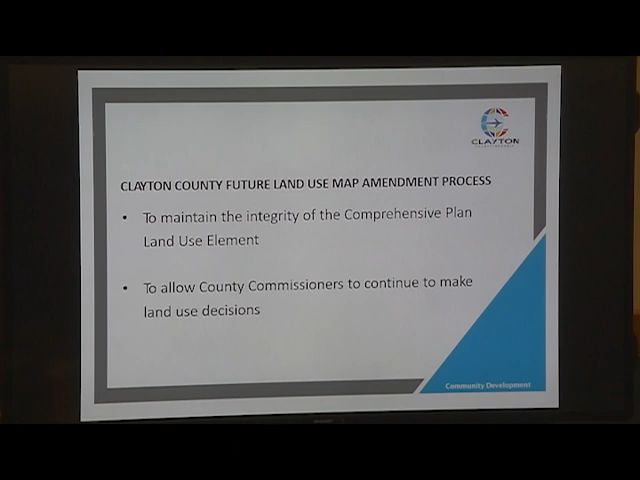 CLAYTON
CLAYTON COUNTY FUTURE LAND USE MAP AMENDMENT PROCESS
• To maintain the integrity of the Comprehensive Plan
Land Use Element
• To allow County Commissioners to continue to make
land use decisions
Community Development